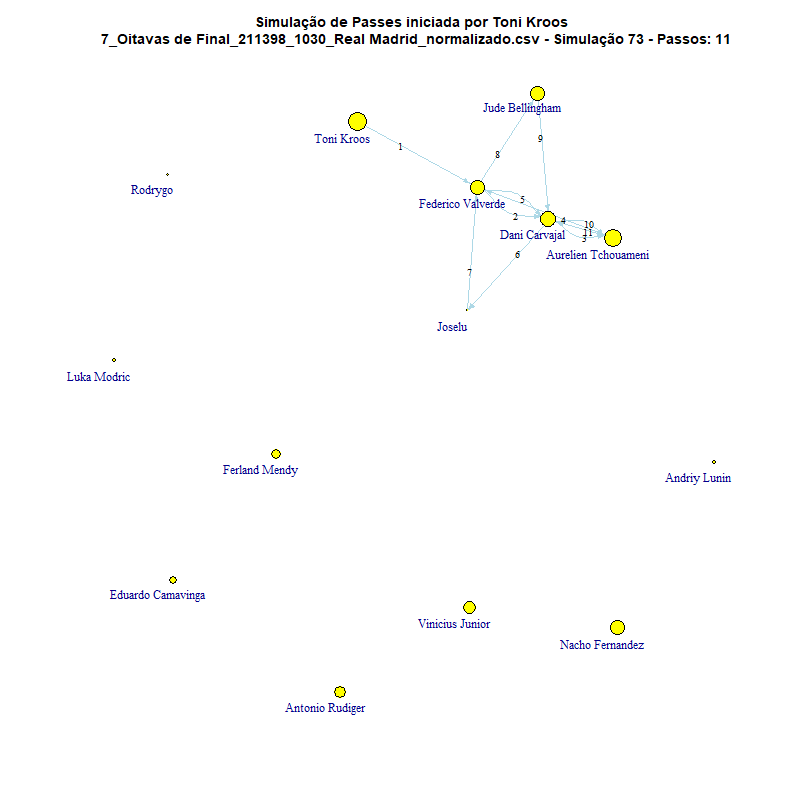 Simulação de Passes iniciada por Toni Kroos
7_Oitavas de Final_211398_1030_Real Madrid_normalizado.csv - Simulação 73 - Passos: 11
Jude Bellingham
Toni Kroos
1
9
8
Rodrygo
Federico Valverde
5
2
4
10
11
3
Dani Carvajal
Aurelien Tchouameni
6
7
Joselu
Luka Modric
Ferland Mendy
Andriy Lunin
Eduardo Camavinga
Vinicius Junior
Nacho Fernandez
Antonio Rudiger